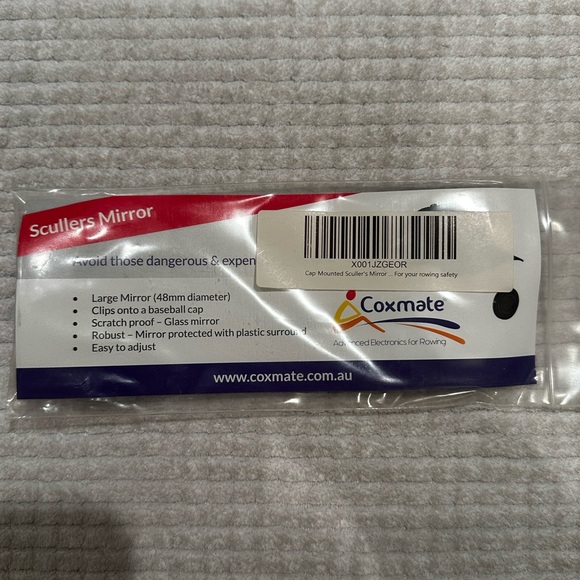 Scullers Mirror
Avoid those dangerous & expen
X001JZGEOR
Cap Mounted Sculler's Mirror ... For your rowing safety
• Large Mirror (48mm diameter)
• Clips onto a baseball cap
• Scratch proof – Glass mirror
• Robust – Mirror protected with plastic surround
• Easy to adjust
Coxmate
Advanced Electronics for Rowing
www.coxmate.com.au